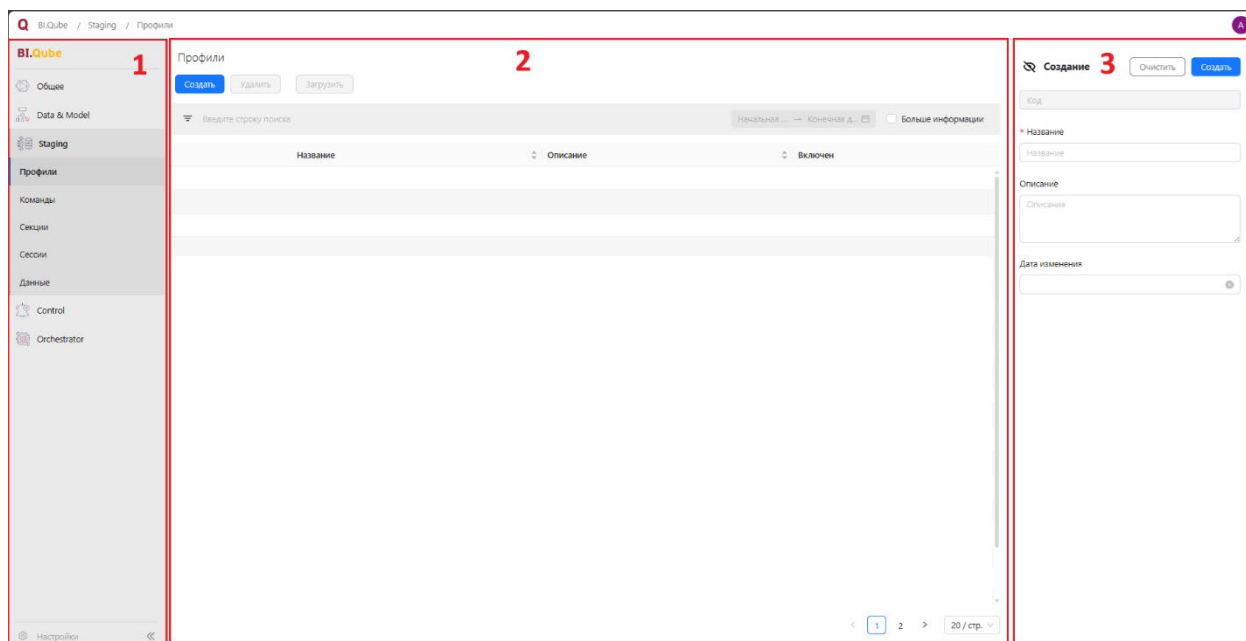 Q BI.Qube / Staging / Профили
А
BI.Qube
1
Общее
Data & Model
Staging
Профили
Команды
Секции
Сессии
Данные
Control
Orchestrator
Настройки
Профили
2
Создать Удалить Загрузить
Введите строку поиска Начальная ... → Конечная д... Больше информации
Название Описание Включен
< 1 2 > 20 / стр.
Создание 3 Очистить Создать
Код
* Название
Название
Описание
Описание
Дата изменения